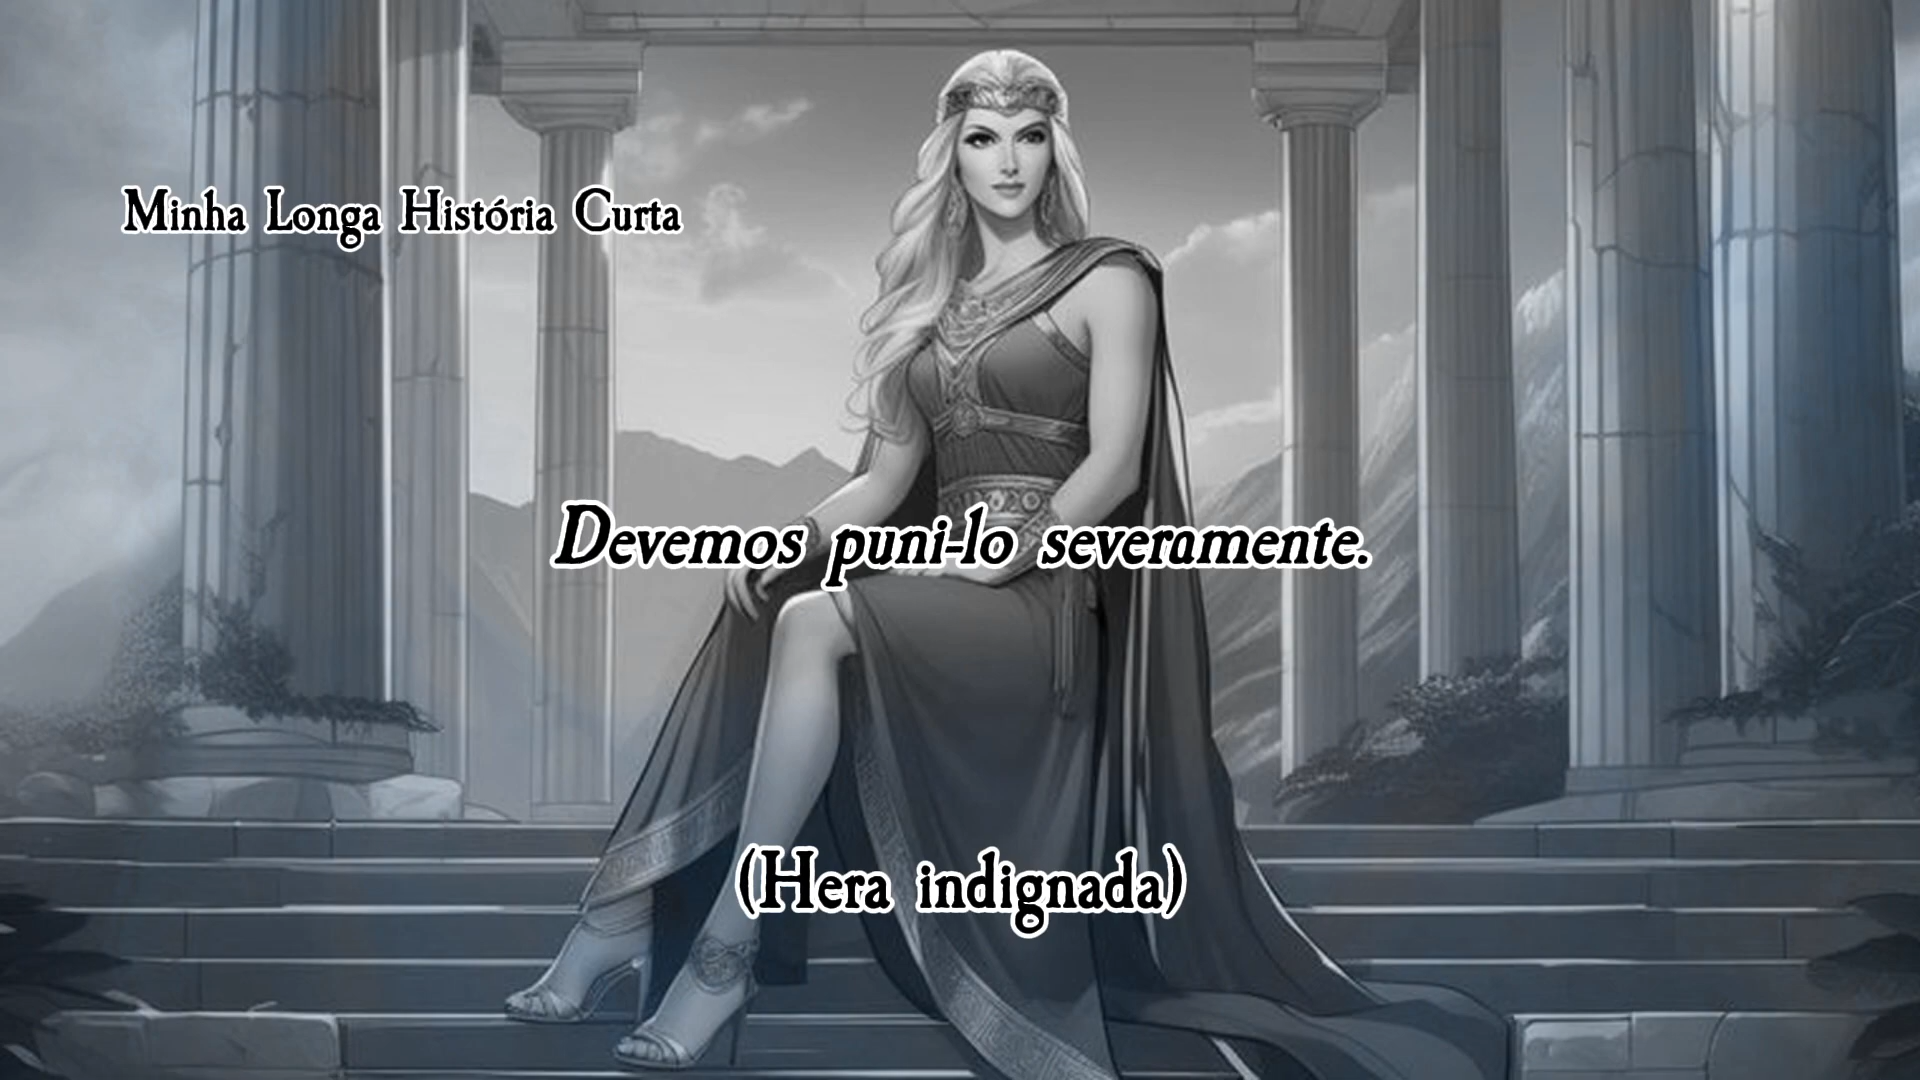 Minha Longa História Curta
Devemos puni-lo severamente.
(Hera indignada)